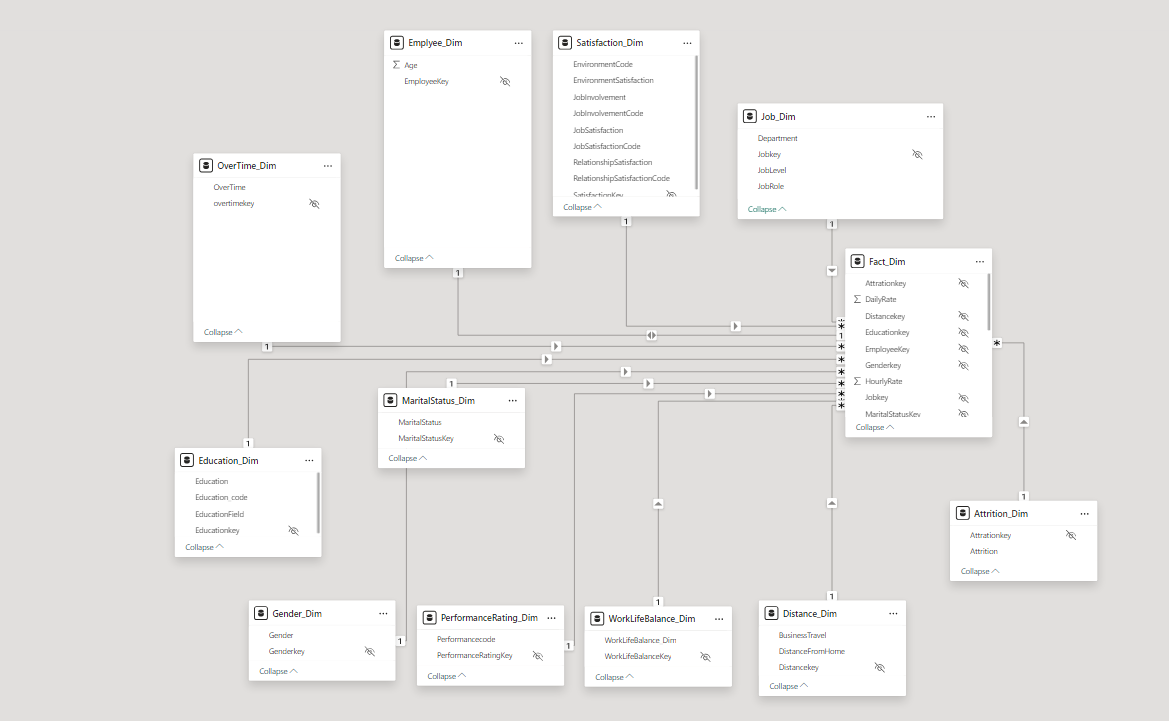 Emplyee_Dim
Age
EmployeeKey
Collapse
Satisfaction_Dim
EnvironmentCode
EnvironmentSatisfaction
JobInvolvement
JobInvolvementCode
JobSatisfaction
JobSatisfactionCode
RelationshipSatisfaction
RelationshipSatisfactionCode
SatisfactionKey
Collapse
Job_Dim
Department
Jobkey
JobLevel
JobRole
Collapse
OverTime_Dim
OverTime
overtimekey
Collapse
Fact_Dim
Attrationkey
DailyRate
Distancekey
Educationkey
EmployeeKey
Genderkey
HourlyRate
Jobkey
MaritalStatusKey
Collapse
1
1
1
1
1
1
1
MaritalStatus_Dim
MaritalStatus
MaritalStatusKey
Collapse
Education_Dim
Education
Education_code
EducationField
Educationkey
Collapse
1
Attrition_Dim
Attrationkey
Attrition
Collapse
Gender_Dim
Gender
Genderkey
Collapse
1
PerformanceRating_Dim
Performancecode
PerformanceRatingKey
Collapse
1
1
WorkLifeBalance_Dim
WorkLifeBalance_Dim
WorkLifeBalanceKey
Collapse
1
Distance_Dim
BusinessTravel
DistanceFromHome
Distancekey
Collapse